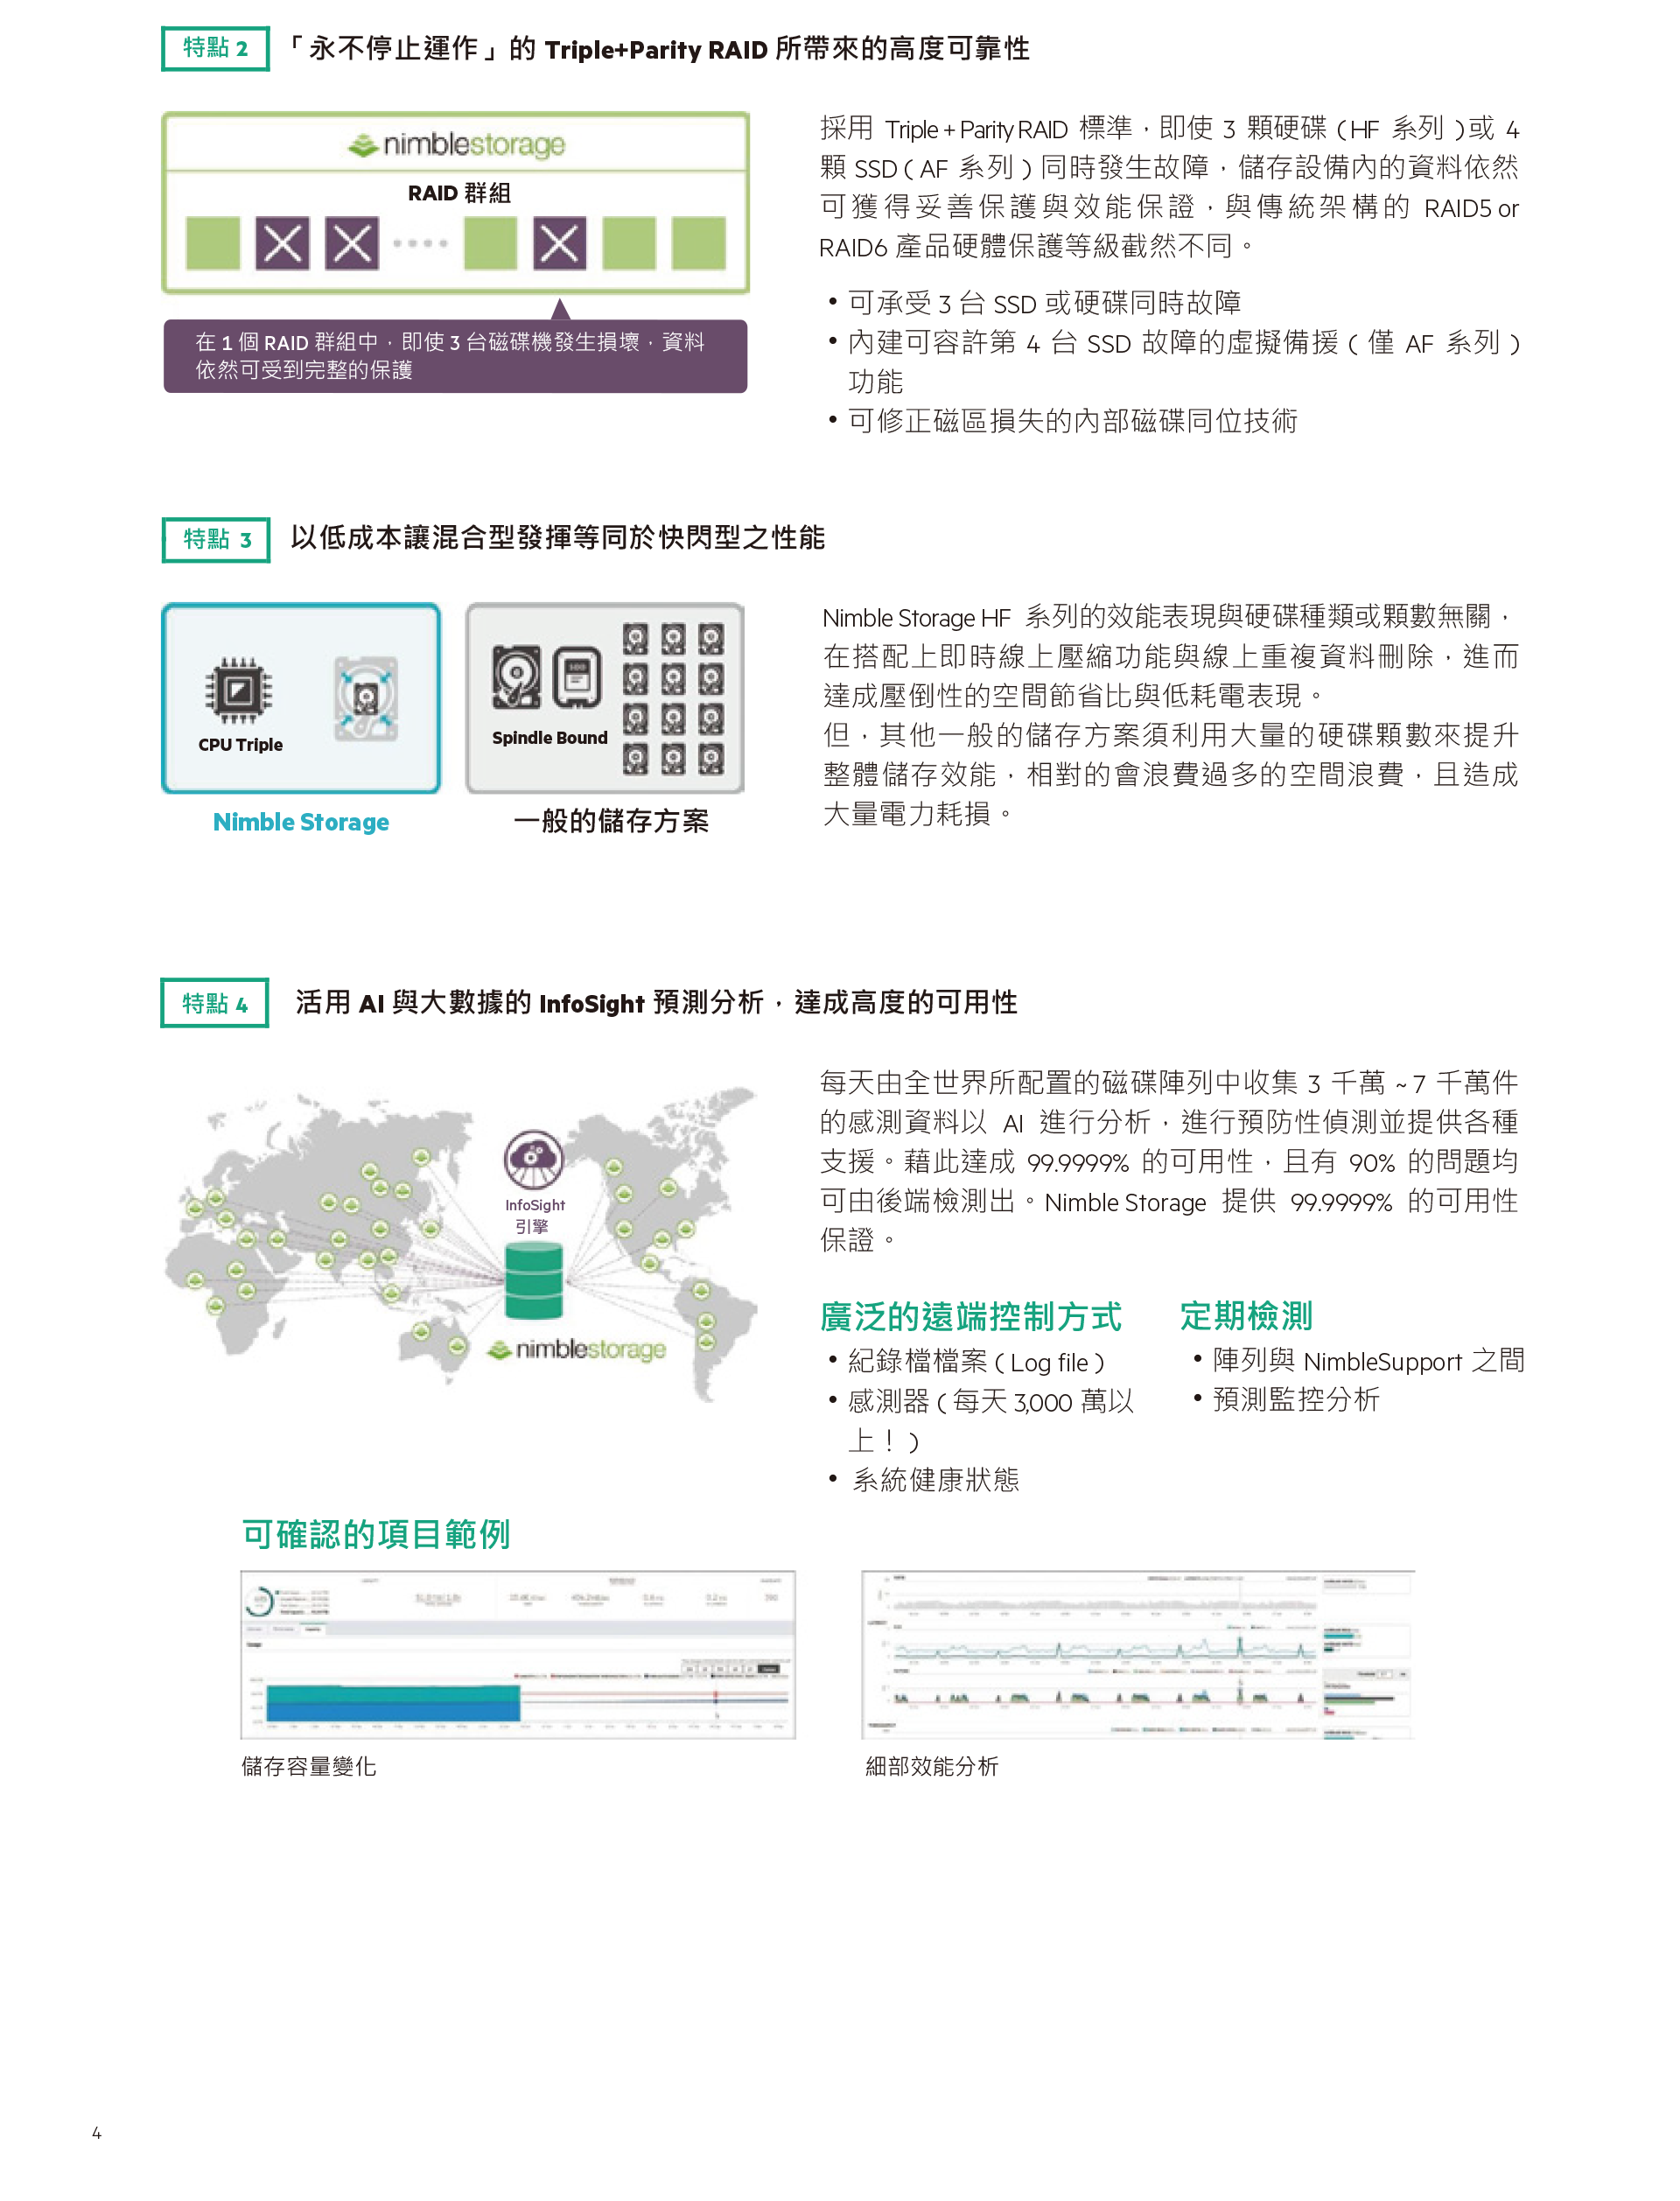 特點 2 「永不停止運作」的 Triple+Parity RAID 所帶來的高度可靠性
nimblestorage
RAID 群組
在 1 個 RAID 群組中，即使 3 台磁碟機發生損壞，資料
依然可受到完整的保護
採用 Triple + Parity RAID 標準，即使 3 顆硬碟 ( HF 系列 ) 或 4
顆 SSD ( AF 系列 ) 同時發生故障，儲存設備內的資料依然
可獲得妥善保護與效能保證，與傳統架構的 RAID5 or
RAID6 產品硬體保護等級截然不同。
• 可承受 3 台 SSD 或硬碟同時故障
• 內建可容許第 4 台 SSD 故障的虛擬備援 ( 僅 AF 系列 )
功能
• 可修正磁區損失的內部磁碟同位技術
特點 3 以低成本讓混合型發揮等同於快閃型之性能
CPU Triple
Nimble Storage
Spindle Bound
一般的儲存方案
Nimble Storage HF 系列的效能表現與硬碟種類或顆數無關，
在搭配上即時線上壓縮功能與線上重複資料刪除，進而
達成壓倒性的空間節省比與低耗電表現。
但，其他一般的儲存方案須利用大量的硬碟顆數來提升
整體儲存效能，相對的會浪費過多的空間浪費，且造成
大量電力耗損。
特點 4 活用 AI 與大數據的 InfoSight 預測分析，達成高度的可用性
InfoSight
引擎
nimblestorage
每天由全世界所配置的磁碟陣列中收集 3 千萬 ~ 7 千萬件
的感測資料以 AI 進行分析，進行預防性偵測並提供各種
支援。藉此達成 99.9999% 的可用性，且有 90% 的問題均
可由後端檢測出。Nimble Storage 提供 99.9999% 的可用性
保證。
廣泛的遠端控制方式
• 紀錄檔檔案 ( Log file )
• 感測器 ( 每天 3,000 萬以
上！)
• 系統健康狀態
定期檢測
• 陣列與 NimbleSupport 之間
• 預測監控分析
可確認的項目範例
儲存容量變化
細部效能分析
4